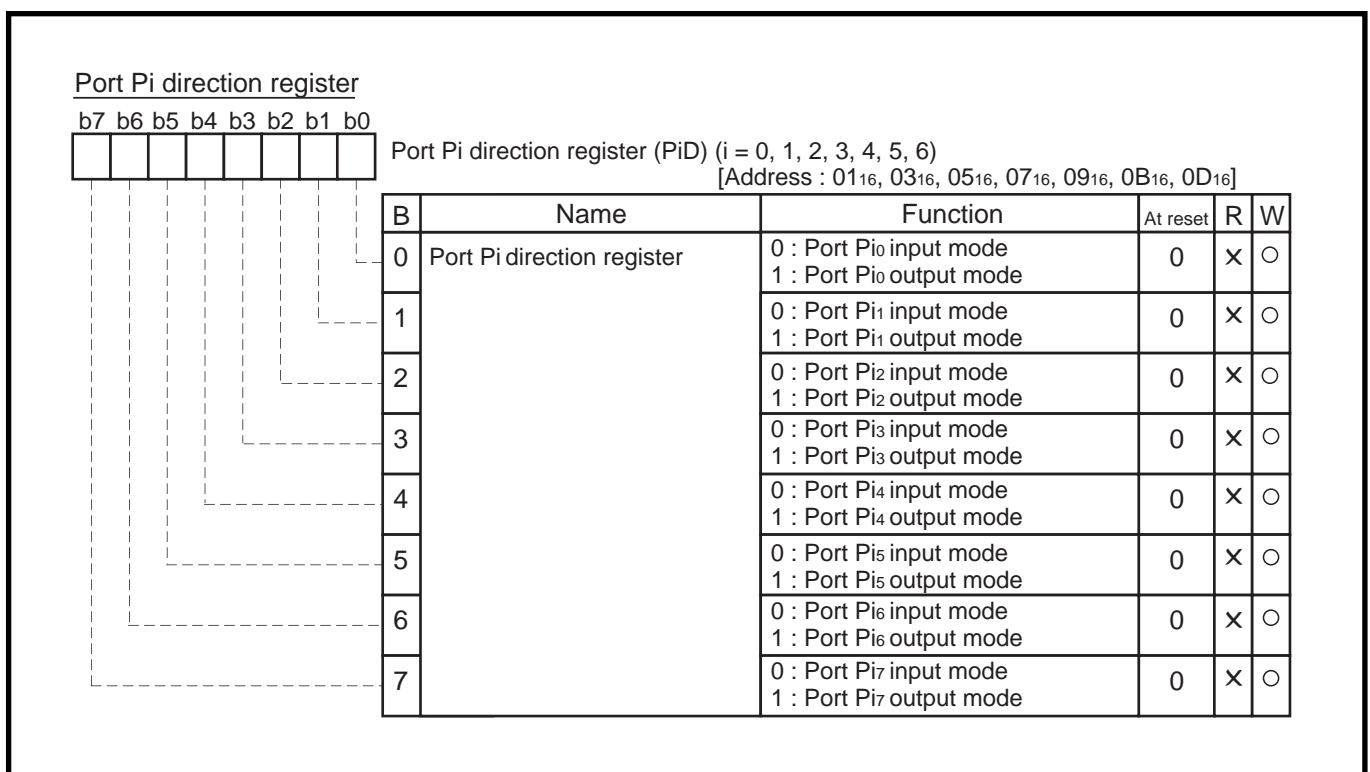 Port Pi direction register
b7 b6 b5 b4 b3 b2 b1 b0
Port Pi direction register (PiD) (i = 0, 1, 2, 3, 4, 5, 6)
[Address : 0116, 0316, 0516, 0716, 0916, 0B16, 0D16]
B Name Function At reset R W
0 Port Pi direction register 0 : Port Pi0 input mode 0 × ○
1 : Port Pi0 output mode
1 0 : Port Pi1 input mode 0 × ○
1 : Port Pi1 output mode
2 0 : Port Pi2 input mode 0 × ○
1 : Port Pi2 output mode
3 0 : Port Pi3 input mode 0 × ○
1 : Port Pi3 output mode
4 0 : Port Pi4 input mode 0 × ○
1 : Port Pi4 output mode
5 0 : Port Pi5 input mode 0 × ○
1 : Port Pi5 output mode
6 0 : Port Pi6 input mode 0 × ○
1 : Port Pi6 output mode
7 0 : Port Pi7 input mode 0 × ○
1 : Port Pi7 output mode